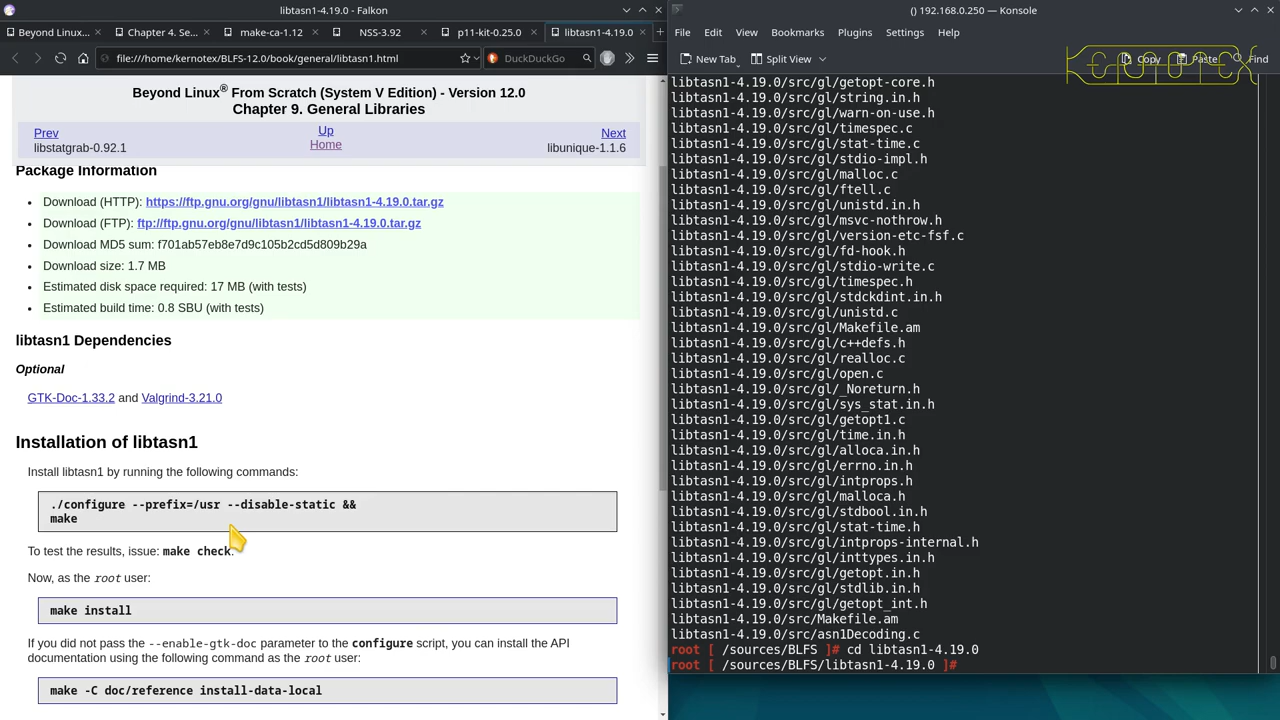 libtasn1-4.19.0 - Falkon
Beyond Linux...
Chapter 4. Se...
make-ca-1.12
NSS-3.92
p11-kit-0.25.0
libtasn1-4.19.0
file:///home/kernotex/BLFS-12.0/book/general/libtasn1.html
DuckDuckGo
Beyond Linux® From Scratch (System V Edition) - Version 12.0
Chapter 9. General Libraries
Prev
Up
Next
libstatgrab-0.92.1
Home
libunique-1.1.6
Package Information
• Download (HTTP): https://ftp.gnu.org/gnu/libtasn1/libtasn1-4.19.0.tar.gz
• Download (FTP): ftp://ftp.gnu.org/gnu/libtasn1/libtasn1-4.19.0.tar.gz
• Download MD5 sum: f701ab57eb8e7d9c105b2cd5d809b29a
• Download size: 1.7 MB
• Estimated disk space required: 17 MB (with tests)
• Estimated build time: 0.8 SBU (with tests)
libtasn1 Dependencies
Optional
GTK-Doc-1.33.2 and Valgrind-3.21.0
Installation of libtasn1
Install libtasn1 by running the following commands:
./configure --prefix=/usr --disable-static &&
make
To test the results, issue: make check.
Now, as the root user:
make install
If you did not pass the --enable-gtk-doc parameter to the configure script, you can install the API
documentation using the following command as the root user:
make -C doc/reference install-data-local
() 192.168.0.250 — Konsole
File Edit View Bookmarks Plugins Settings Help
New Tab
Split View
Copy
Paste
Find
kernotex
libtasn1-4.19.0/src/gl/getopt-core.h
libtasn1-4.19.0/src/gl/string.in.h
libtasn1-4.19.0/src/gl/warn-on-use.h
libtasn1-4.19.0/src/gl/timespec.c
libtasn1-4.19.0/src/gl/stat-time.c
libtasn1-4.19.0/src/gl/stdio-impl.h
libtasn1-4.19.0/src/gl/malloc.c
libtasn1-4.19.0/src/gl/ftell.c
libtasn1-4.19.0/src/gl/unistd.in.h
libtasn1-4.19.0/src/gl/msvc-nothrow.h
libtasn1-4.19.0/src/gl/version-etc-fsf.c
libtasn1-4.19.0/src/gl/fd-hook.h
libtasn1-4.19.0/src/gl/stdio-write.c
libtasn1-4.19.0/src/gl/timespec.h
libtasn1-4.19.0/src/gl/stdckdint.in.h
libtasn1-4.19.0/src/gl/unistd.c
libtasn1-4.19.0/src/gl/Makefile.am
libtasn1-4.19.0/src/gl/c++defs.h
libtasn1-4.19.0/src/gl/realloc.c
libtasn1-4.19.0/src/gl/open.c
libtasn1-4.19.0/src/gl/_Noreturn.h
libtasn1-4.19.0/src/gl/sys_stat.in.h
libtasn1-4.19.0/src/gl/getopt1.c
libtasn1-4.19.0/src/gl/time.in.h
libtasn1-4.19.0/src/gl/alloca.in.h
libtasn1-4.19.0/src/gl/errno.in.h
libtasn1-4.19.0/src/gl/intprops.h
libtasn1-4.19.0/src/gl/malloca.h
libtasn1-4.19.0/src/gl/stdbool.in.h
libtasn1-4.19.0/src/gl/stat-time.h
libtasn1-4.19.0/src/gl/intprops-internal.h
libtasn1-4.19.0/src/gl/inttypes.in.h
libtasn1-4.19.0/src/gl/getopt.in.h
libtasn1-4.19.0/src/gl/stdlib.in.h
libtasn1-4.19.0/src/gl/getopt_int.h
libtasn1-4.19.0/src/Makefile.am
libtasn1-4.19.0/src/asn1Decoding.c
root [ /sources/BLFS ]# cd libtasn1-4.19.0
root [ /sources/BLFS/libtasn1-4.19.0 ]#